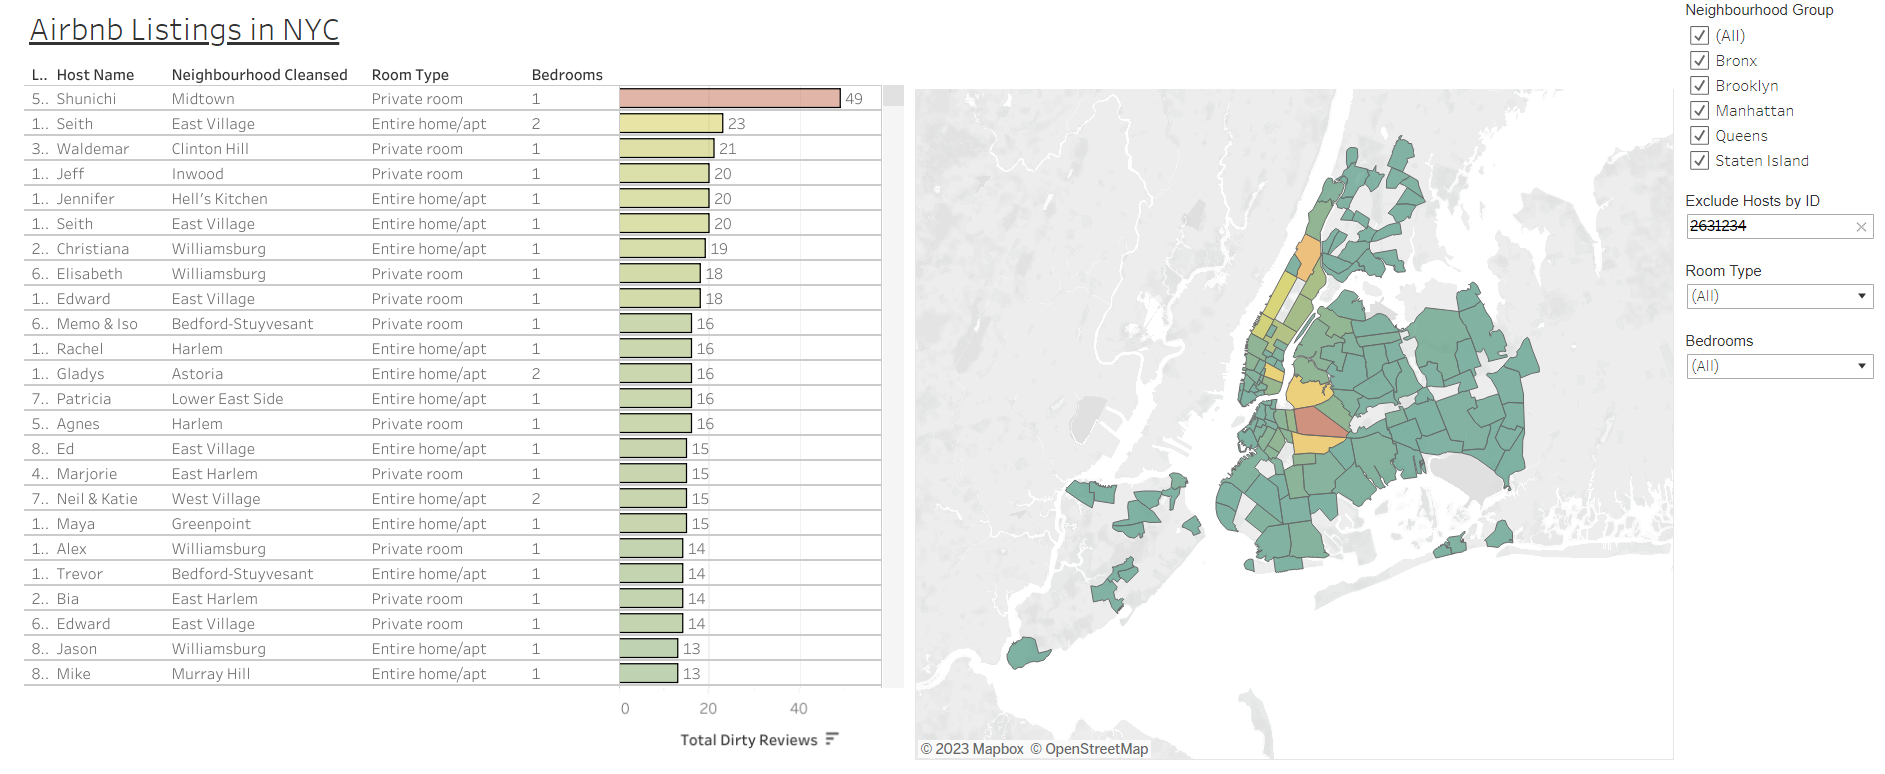 Airbnb Listings in NYC
L.. Host Name Neighbourhood Cleansed Room Type Bedrooms
5.. Shunichi Midtown Private room 1 49
1.. Seith East Village Entire home/apt 2 23
3.. Waldemar Clinton Hill Private room 1 21
1.. Jeff Inwood Private room 1 20
1.. Jennifer Hell's Kitchen Entire home/apt 1 20
1.. Seith East Village Entire home/apt 1 20
2.. Christiana Williamsburg Entire home/apt 1 19
6.. Elisabeth Williamsburg Private room 1 18
1.. Edward East Village Private room 1 18
6.. Memo & Iso Bedford-Stuyvesant Private room 1 16
1.. Rachel Harlem Entire home/apt 1 16
1.. Gladys Astoria Entire home/apt 2 16
7.. Patricia Lower East Side Entire home/apt 1 16
5.. Agnes Harlem Private room 1 16
8.. Ed East Village Entire home/apt 1 15
4.. Marjorie East Harlem Private room 1 15
7.. Neil & Katie West Village Entire home/apt 2 15
1.. Maya Greenpoint Entire home/apt 1 15
1.. Alex Williamsburg Private room 1 14
1.. Trevor Bedford-Stuyvesant Entire home/apt 1 14
2.. Bia East Harlem Private room 1 14
6.. Edward East Village Private room 1 14
8.. Jason Williamsburg Entire home/apt 1 13
8.. Mike Murray Hill Entire home/apt 1 13
0 20 40
Total Dirty Reviews
© 2023 Mapbox © OpenStreetMap
Neighbourhood Group
(All)
Bronx
Brooklyn
Manhattan
Queens
Staten Island
Exclude Hosts by ID
2631234
Room Type
(All)
Bedrooms
(All)